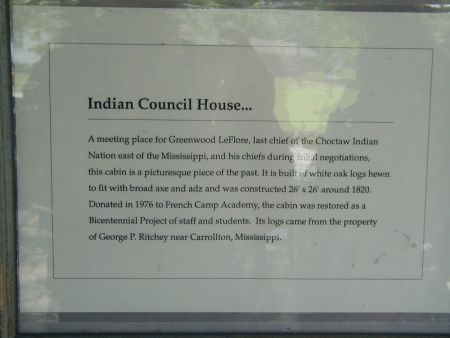 Indian Council House...
A meeting place for Greenwood LeFlore, last chief of the Choctaw Indian
Nation east of the Mississippi, and his chiefs during tribal negotiations,
this cabin is a picturesque piece of the past. It is built of white oak logs hewn
to fit with broad axe and adz and was constructed 26' x 26' around 1820.
Donated in 1976 to French Camp Academy, the cabin was restored as a
Bicentennial Project of staff and students. Its logs came from the property
of George P. Ritchey near Carrollton, Mississippi.